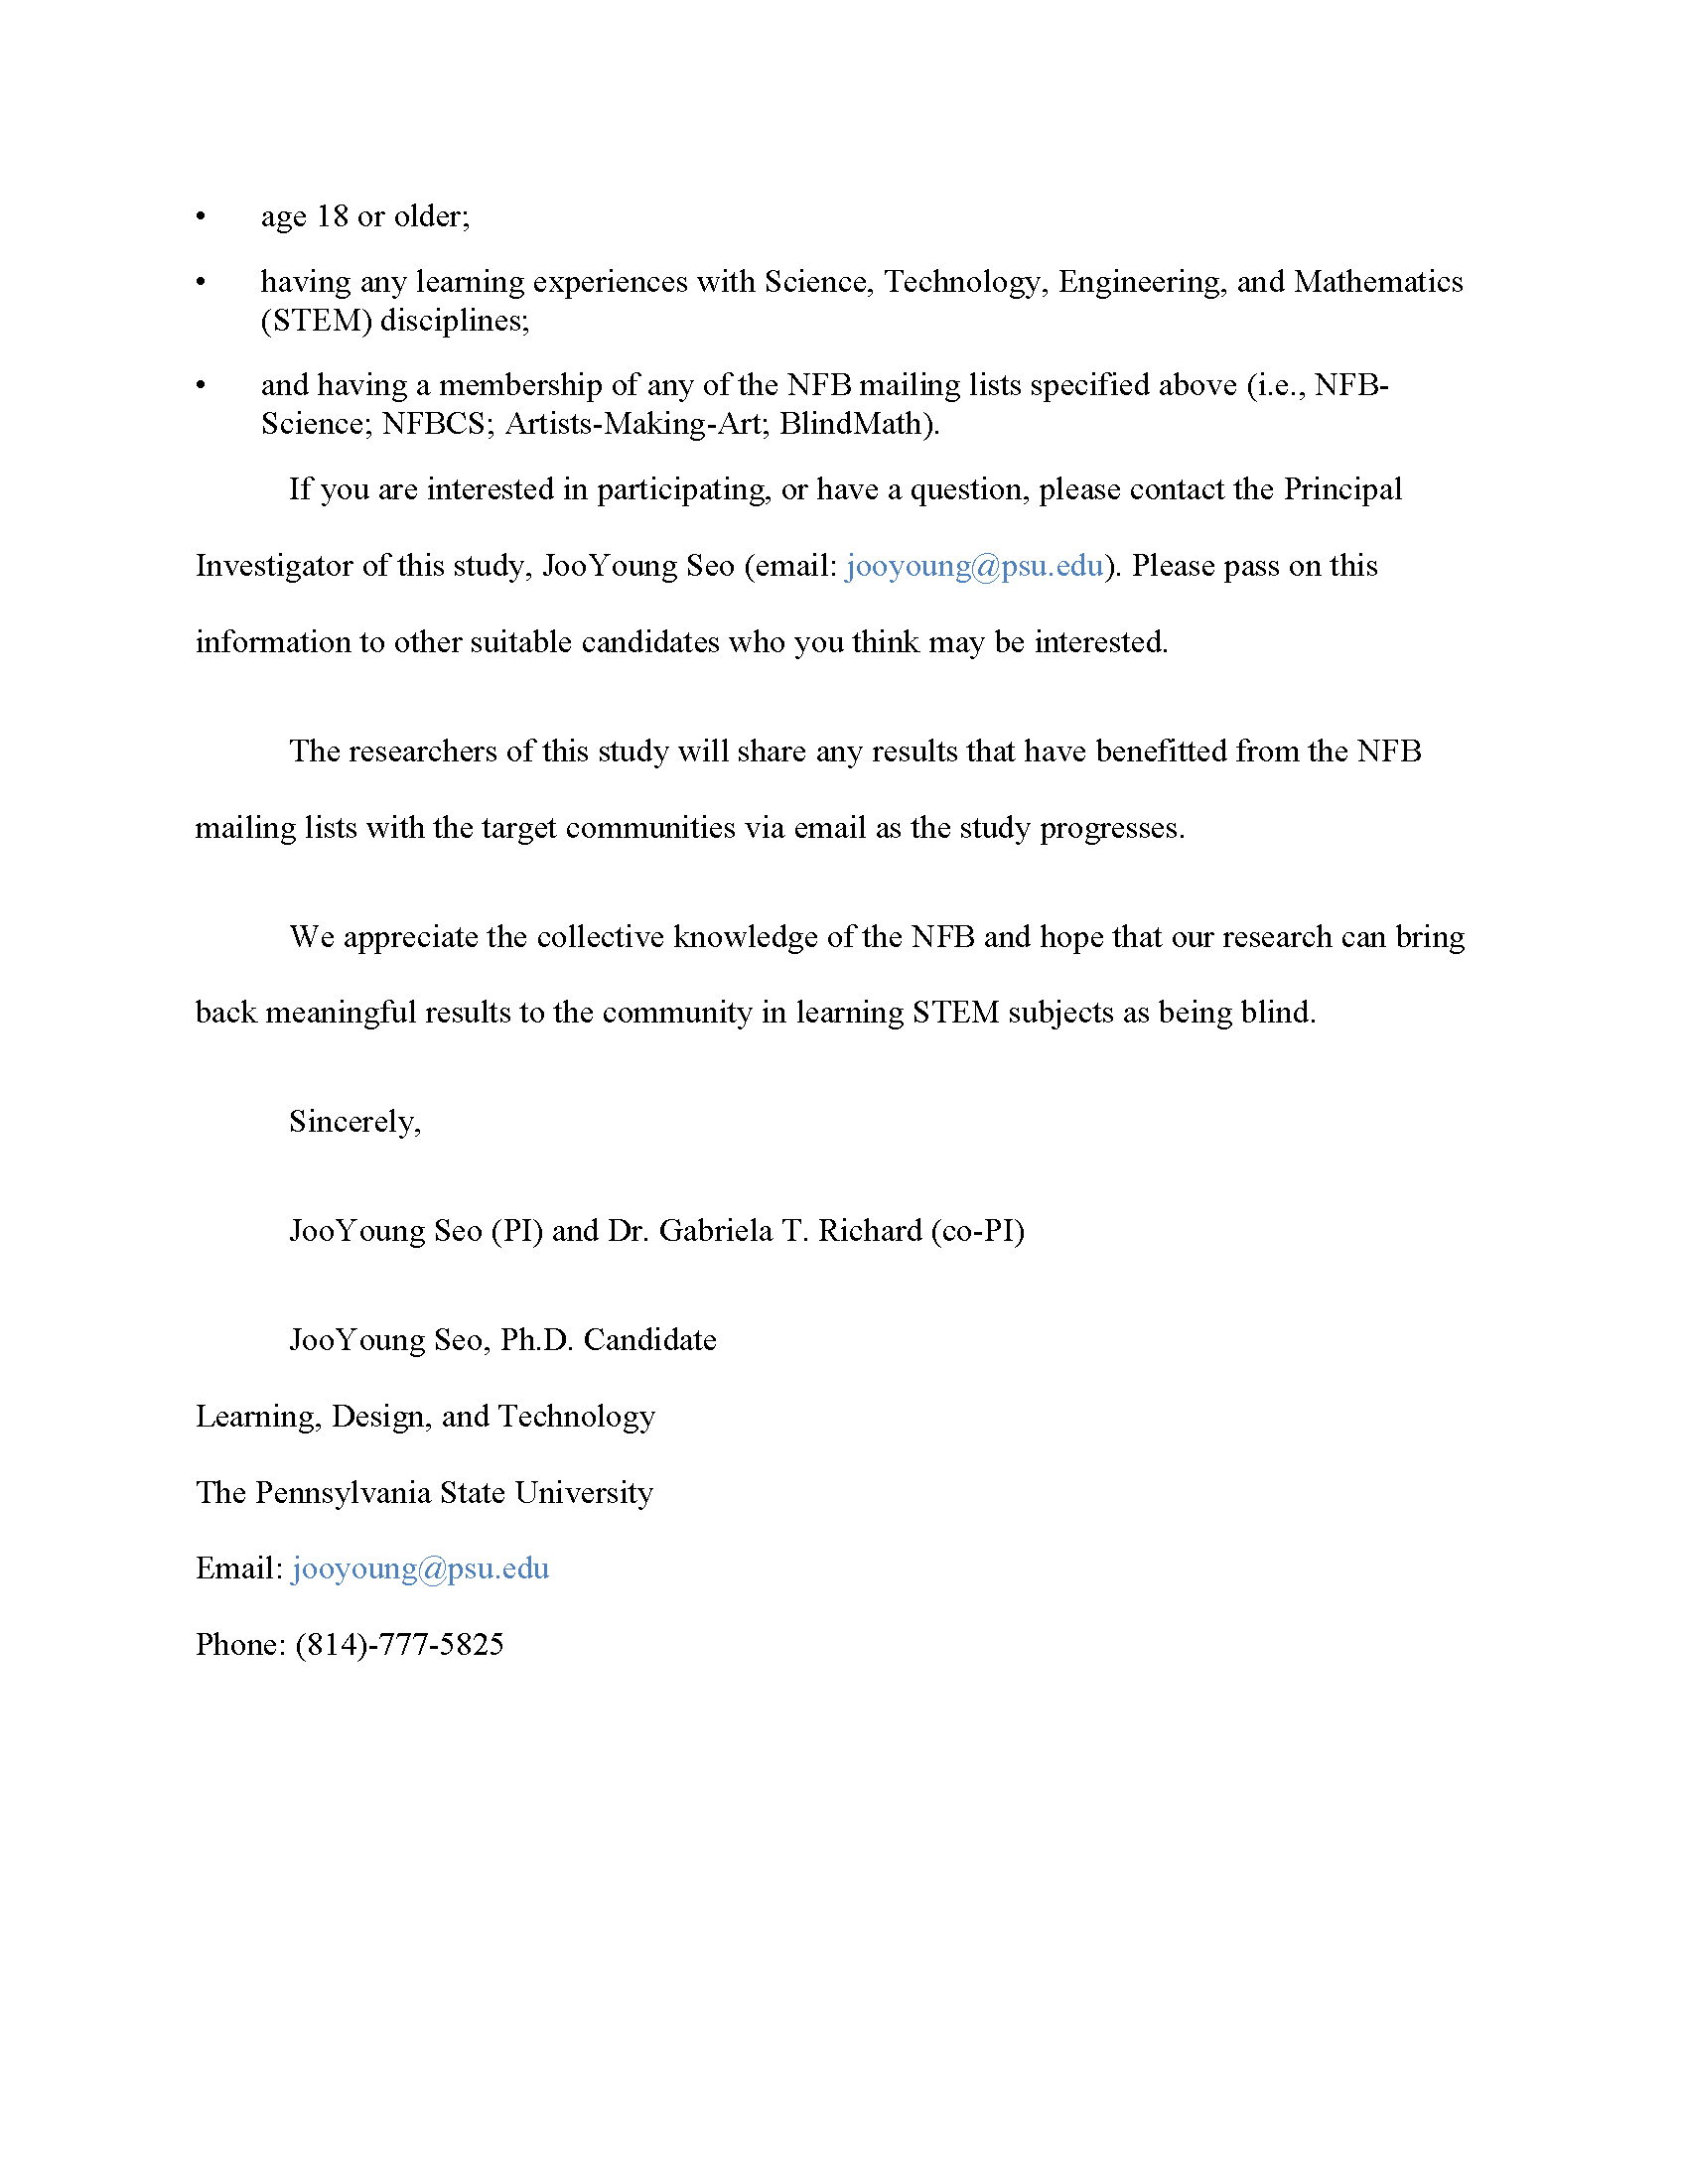 • age 18 or older;
• having any learning experiences with Science, Technology, Engineering, and Mathematics
(STEM) disciplines;
• and having a membership of any of the NFB mailing lists specified above (i.e., NFB-
Science; NFBCS; Artists-Making-Art; BlindMath).
If you are interested in participating, or have a question, please contact the Principal
Investigator of this study, JooYoung Seo (email: jooyoung@psu.edu). Please pass on this
information to other suitable candidates who you think may be interested.
The researchers of this study will share any results that have benefitted from the NFB
mailing lists with the target communities via email as the study progresses.
We appreciate the collective knowledge of the NFB and hope that our research can bring
back meaningful results to the community in learning STEM subjects as being blind.
Sincerely,
JooYoung Seo (PI) and Dr. Gabriela T. Richard (co-PI)
JooYoung Seo, Ph.D. Candidate
Learning, Design, and Technology
The Pennsylvania State University
Email: jooyoung@psu.edu
Phone: (814)-777-5825